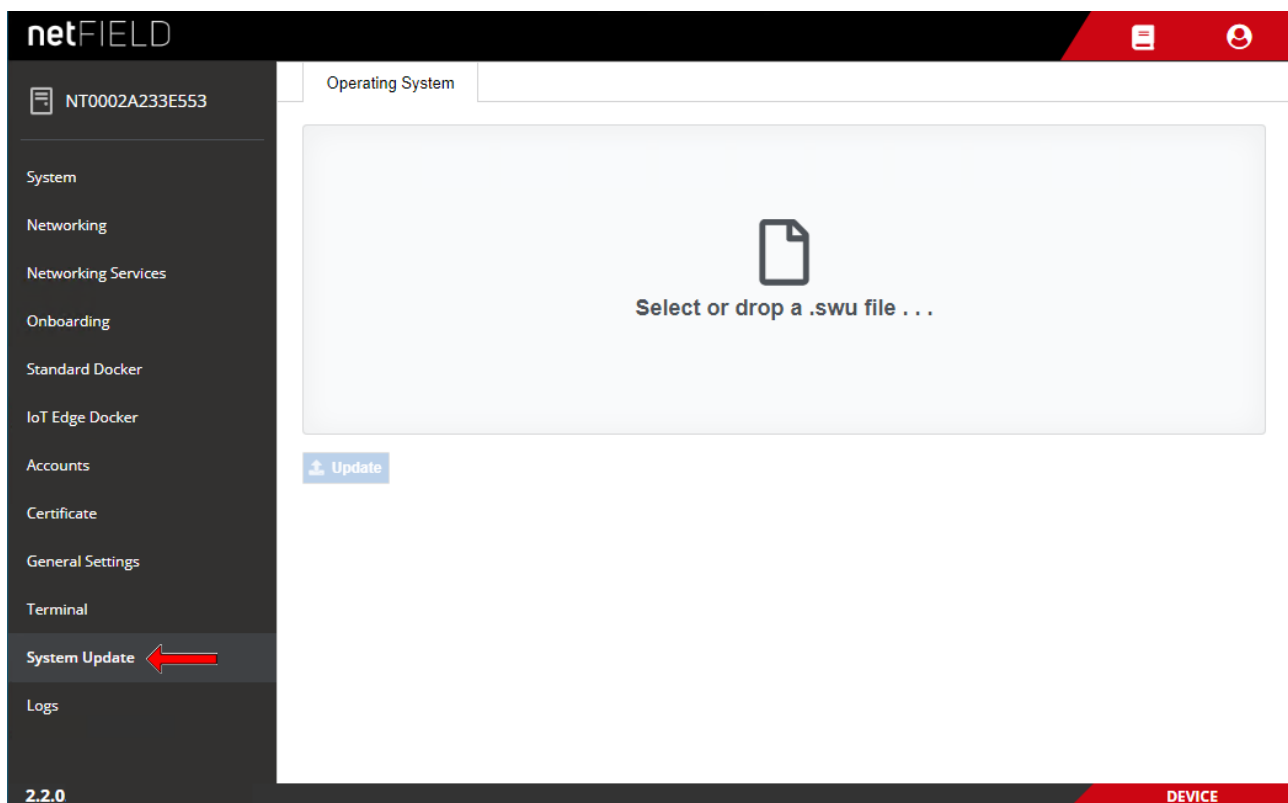 netFIELD
NT0002A233E553
Operating System
System
Networking
Networking Services
Onboarding
Standard Docker
IoT Edge Docker
Accounts
Certificate
General Settings
Terminal
System Update
Logs
Select or drop a .swu file . . .
Update
2.2.0
DEVICE